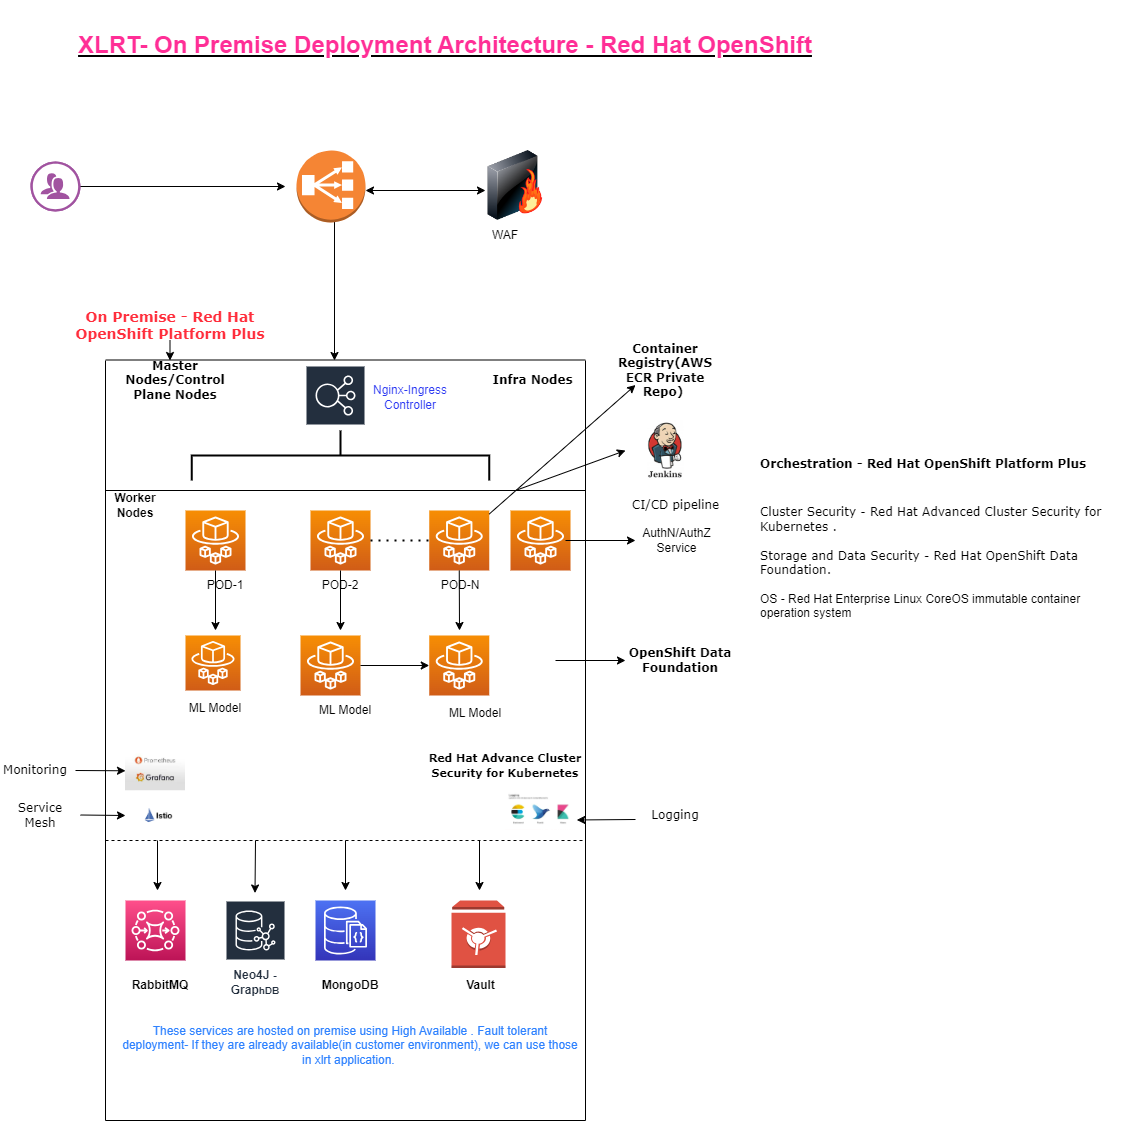 XLRT- On Premise Deployment Architecture - Red Hat OpenShift
WAF
On Premise - Red Hat
OpenShift Platform Plus
Master
Nodes/Control
Plane Nodes
Nginx-Ingress
Controller
Infra Nodes
Container
Registry(AWS
ECR Private
Repo)
Jenkins
CI/CD pipeline
AuthN/AuthZ
Service
Orchestration - Red Hat OpenShift Platform Plus
Cluster Security - Red Hat Advanced Cluster Security for
Kubernetes .
Storage and Data Security - Red Hat OpenShift Data
Foundation.
OS - Red Hat Enterprise Linux CoreOS immutable container
operation system
Worker
Nodes
POD-1
POD-2
POD-N
OpenShift Data
Foundation
ML Model
ML Model
ML Model
Red Hat Advance Cluster
Security for Kubernetes
Monitoring
Prometheus
Grafana
Service
Mesh
Istio
Logging
RabbitMQ
Neo4J -
GraphDB
MongoDB
Vault
These services are hosted on premise using High Available . Fault tolerant
deployment- If they are already available(in customer environment), we can use those
in xlrt application.